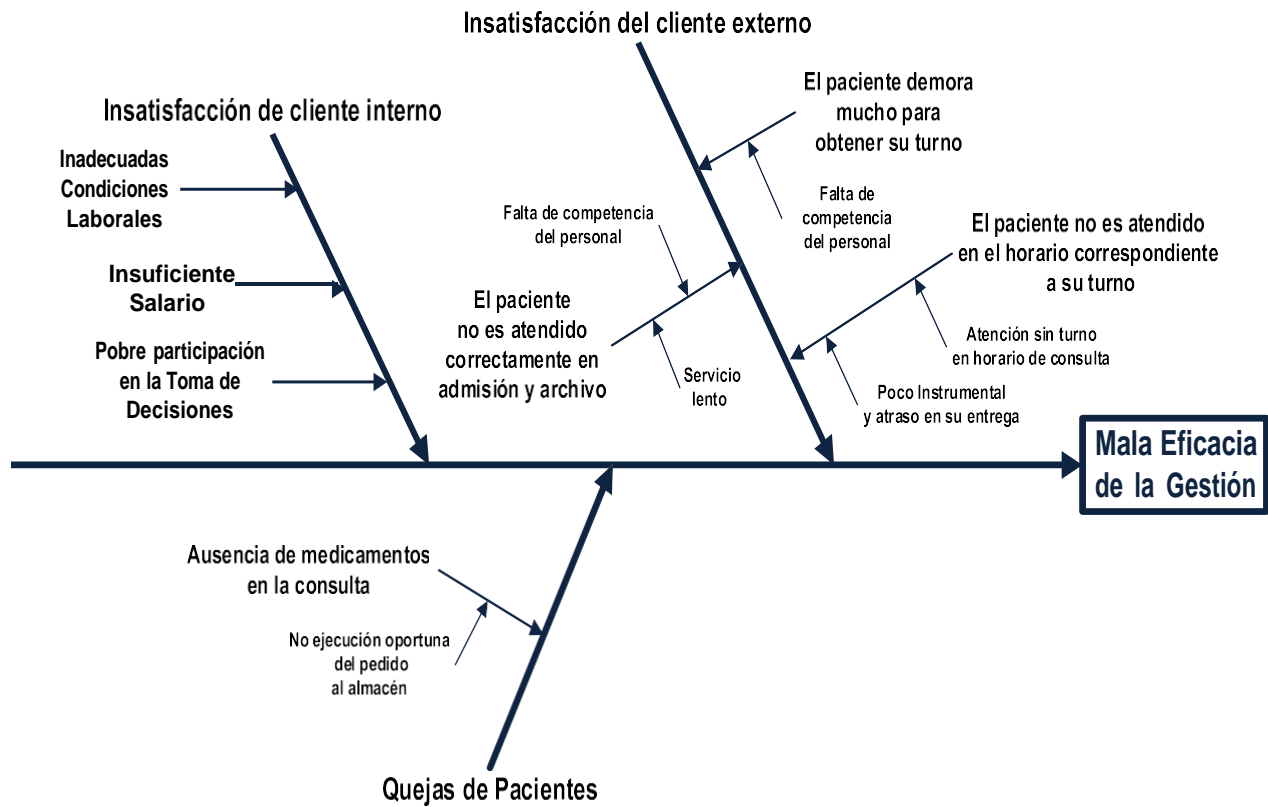 Insatisfacción del cliente externo
Insatisfacción de cliente interno
Inadecuadas
Condiciones
Laborales
Insuficiente
Salario
Pobre participación
en la Toma de
Decisiones
El paciente demora
mucho para
obtener su turno
Falta de
competencia
del personal
Falta de competencia
del personal
El paciente
no es atendido
correctamente en
admisión y archivo
Servicio
lento
El paciente no es atendido
en el horario correspondiente
a su turno
Atención sin turno
en horario de consulta
Poco Instrumental
y atraso en su entrega
Mala Eficacia
de la Gestión
Ausencia de medicamentos
en la consulta
No ejecución oportuna
del pedido
al almacén
Quejas de Pacientes